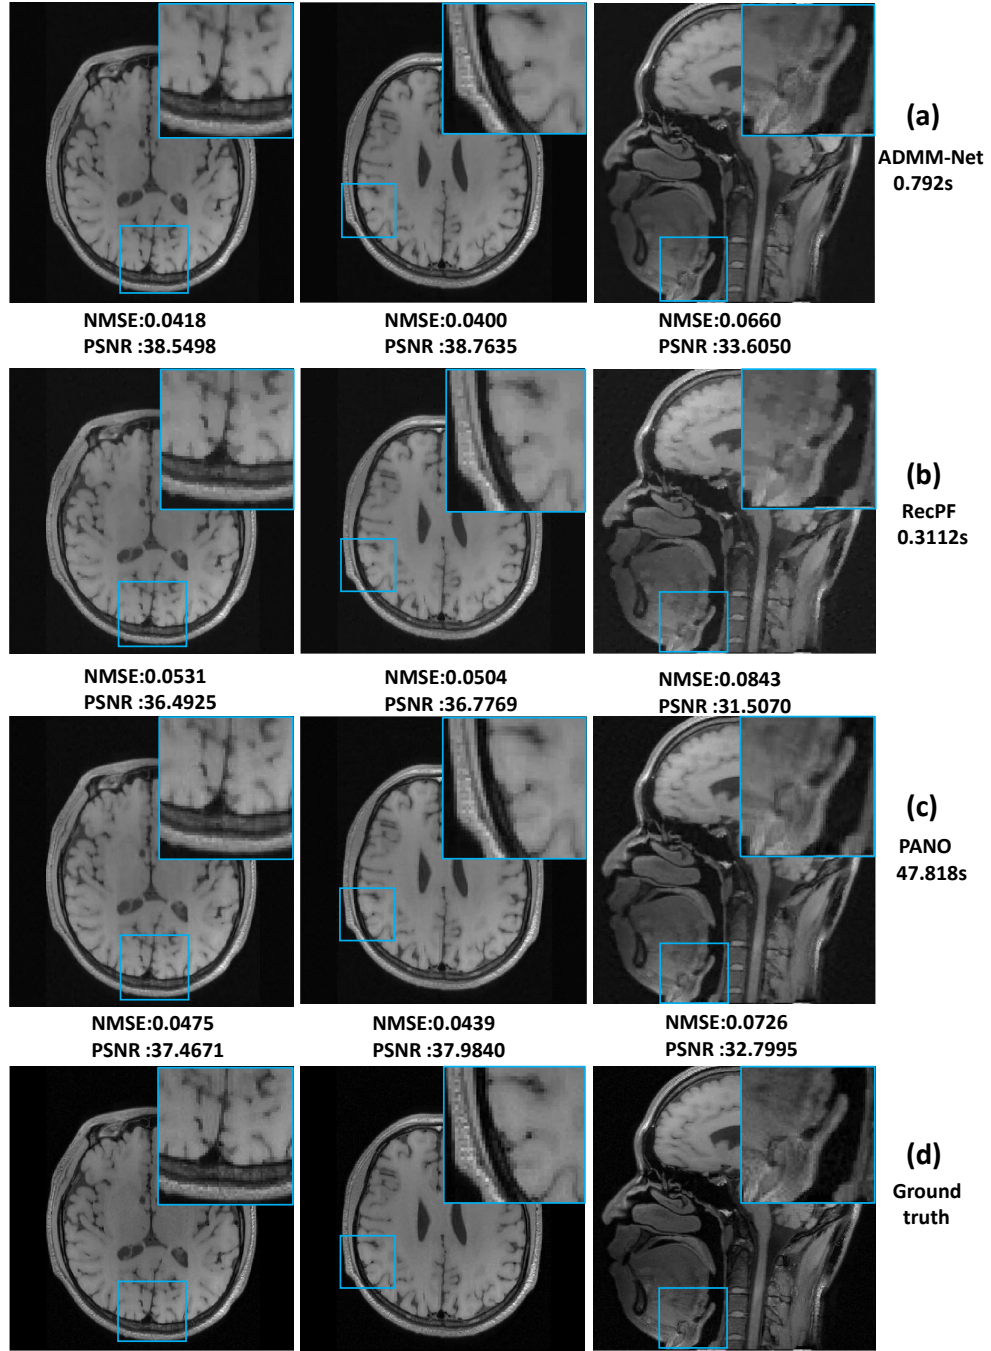 (a)
ADMM-Net
0.792s
NMSE:0.0418 NMSE:0.0400 NMSE:0.0660
PSNR :38.5498 PSNR :38.7635 PSNR :33.6050
(b)
RecPF
0.3112s
NMSE:0.0531 NMSE:0.0504 NMSE:0.0843
PSNR :36.4925 PSNR :36.7769 PSNR :31.5070
(c)
PANO
47.818s
NMSE:0.0475 NMSE:0.0439 NMSE:0.0726
PSNR :37.4671 PSNR :37.9840 PSNR :32.7995
(d)
Ground
truth